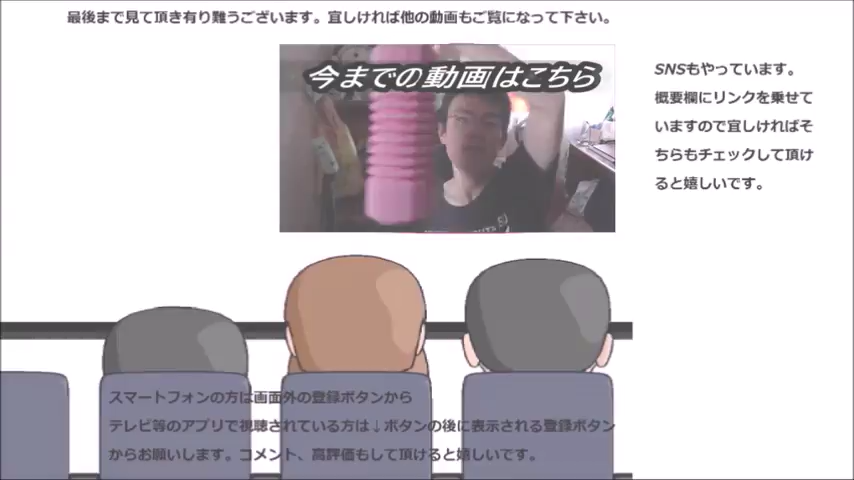 最後まで見て頂き有り難うございます。宜しければ他の動画もご覧になって下さい。
今までの動画はこちら
SNSもやっています。
概要欄にリンクを乗せて
いますので宜しければそ
ちらもチェックして頂け
ると嬉しいです。
スマートフォンの方は画面外の登録ボタンから
テレビ等のアプリで視聴されている方は↓ボタンの後に表示される登録ボタン
からお願いします。コメント、高評価もして頂けると嬉しいです。